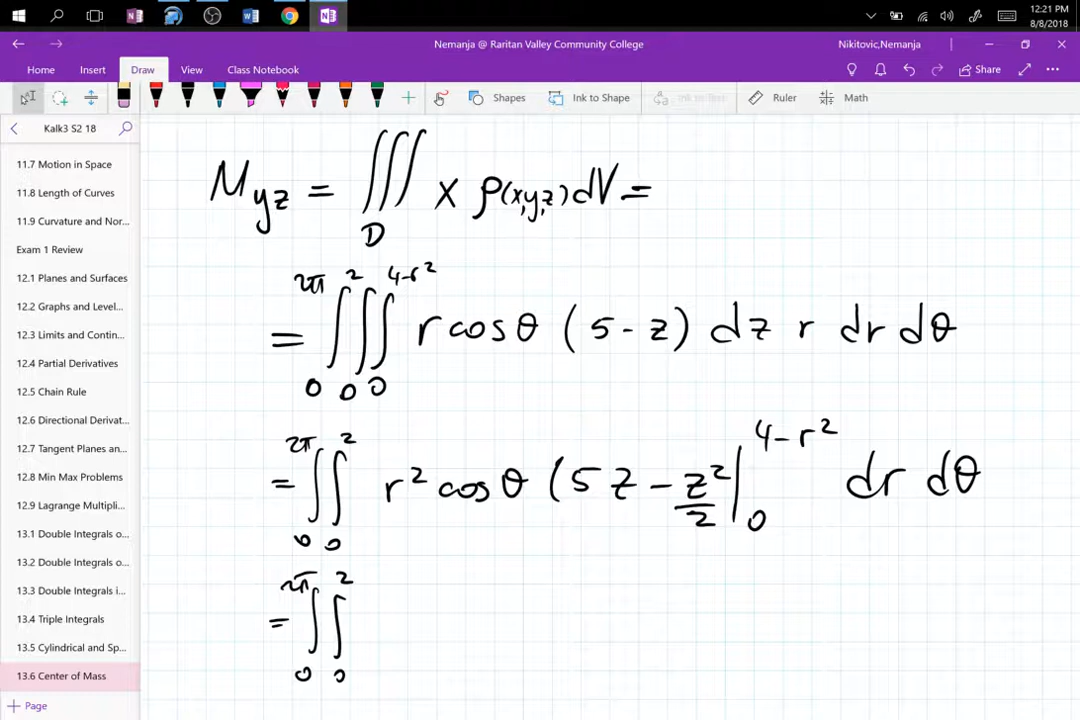 12:21 PM
8/8/2018
Nemanja @ Raritan Valley Community College
Nikitovic,Nemanja
Home Insert Draw View Class Notebook Share
Shapes Ink to Shape Ink to Text Ruler Math
Kalk3 S2 18
11.7 Motion in Space
11.8 Length of Curves
11.9 Curvature and Nor...
Exam 1 Review
12.1 Planes and Surfaces
12.2 Graphs and Level...
12.3 Limits and Contin...
12.4 Partial Derivatives
12.5 Chain Rule
12.6 Directional Derivat...
12.7 Tangent Planes an...
12.8 Min Max Problems
12.9 Lagrange Multipli...
13.1 Double Integrals o...
13.2 Double Integrals o...
13.3 Double Integrals i...
13.4 Triple Integrals
13.5 Cylindrical and Sp...
13.6 Center of Mass
+ Page
M_yz = ∭_D x ρ(x,y,z) dV =
= ∫_0^2π ∫_0^2 ∫_0^4-r² r cos θ (5 - z) dz r dr dθ
= ∫_0^2π ∫_0^2 r² cos θ (5z - z²/2 |_0^4-r² dr dθ
= ∫_0^2π ∫_0^2